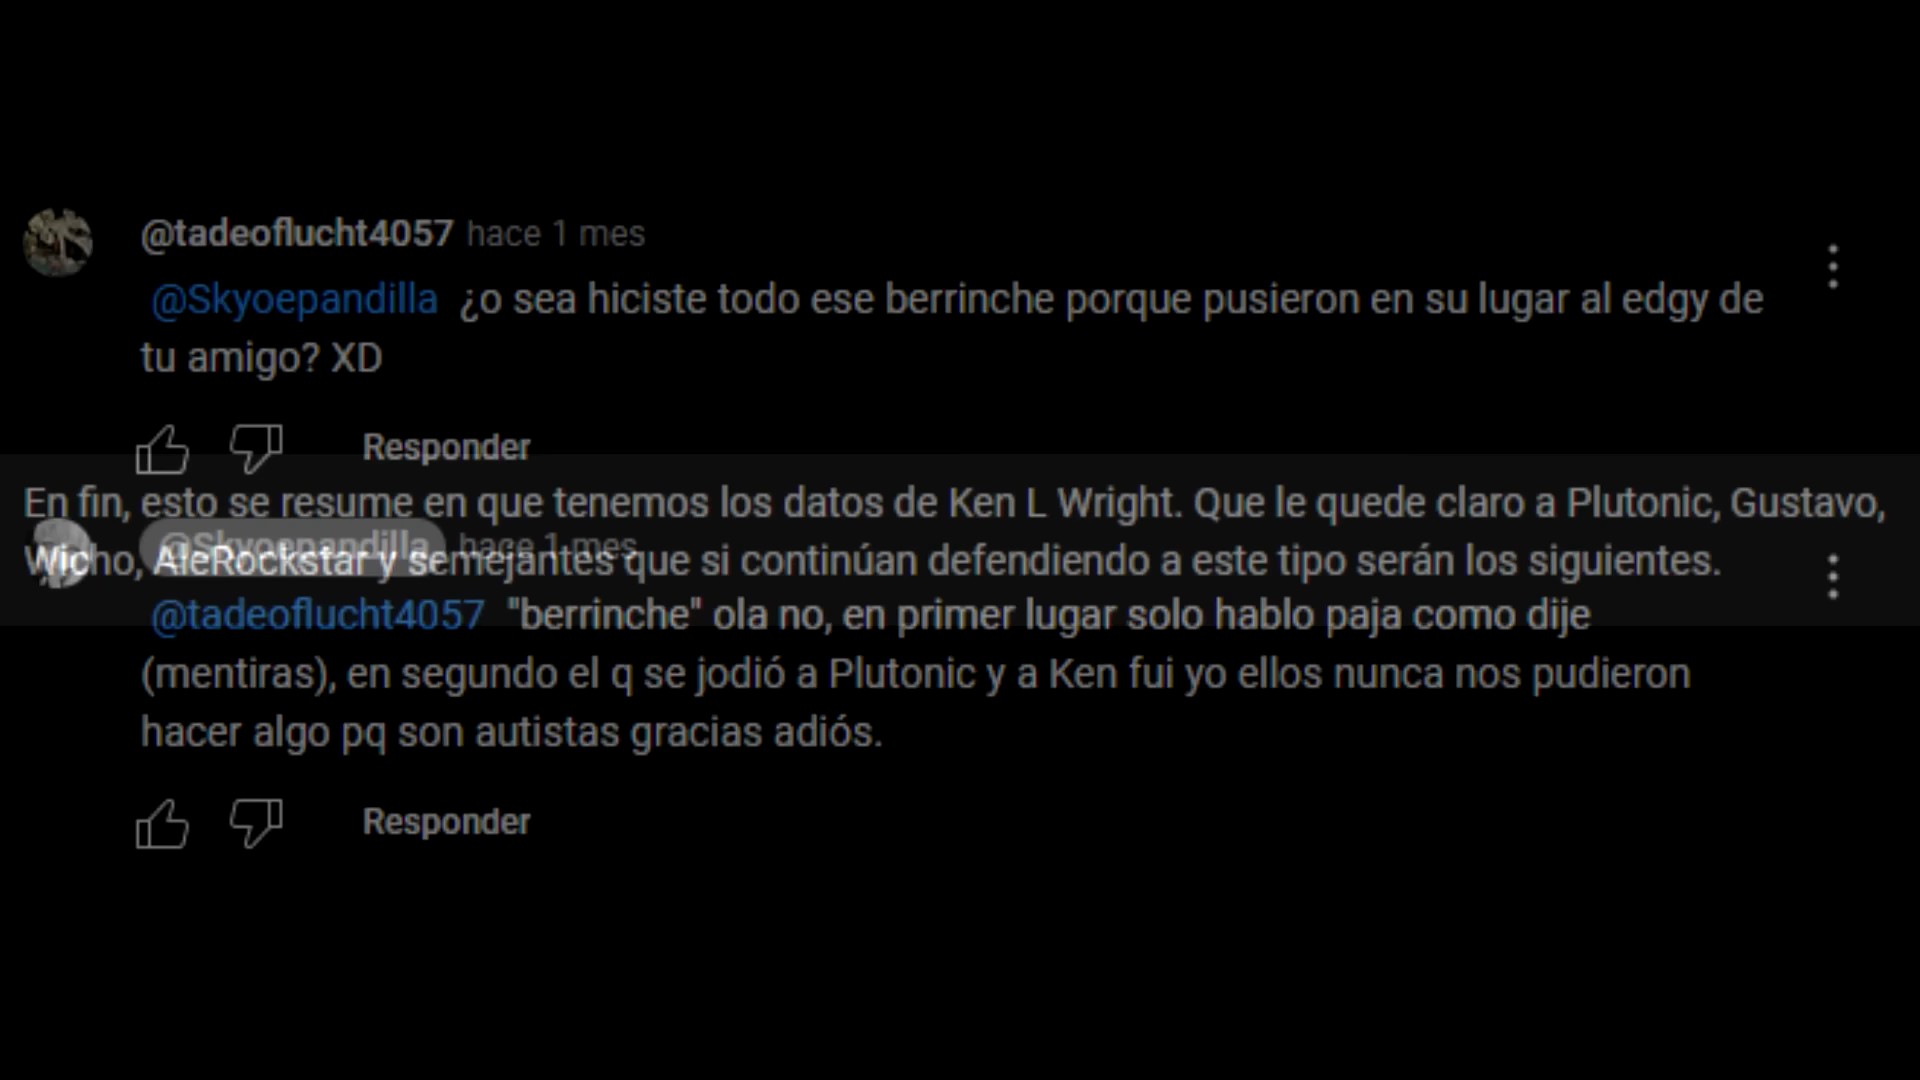 @tadeoflucht4057 hace 1 mes
@Skyoepandilla ¿o sea hiciste todo ese berrinche porque pusieron en su lugar al edgy de
tu amigo? XD
Responder
En fin, esto se resume en que tenemos los datos de Ken L Wright. Que le quede claro a Plutonic, Gustavo,
Wicho, AleRockstar y semejantes que si continúan defendiendo a este tipo serán los siguientes.
@Skyoepandilla hace 1 mes
@tadeoflucht4057 "berrinche" ola no, en primer lugar solo hablo paja como dije
(mentiras), en segundo el q se jodió a Plutonic y a Ken fui yo ellos nunca nos pudieron
hacer algo pq son autistas gracias adiós.
Responder